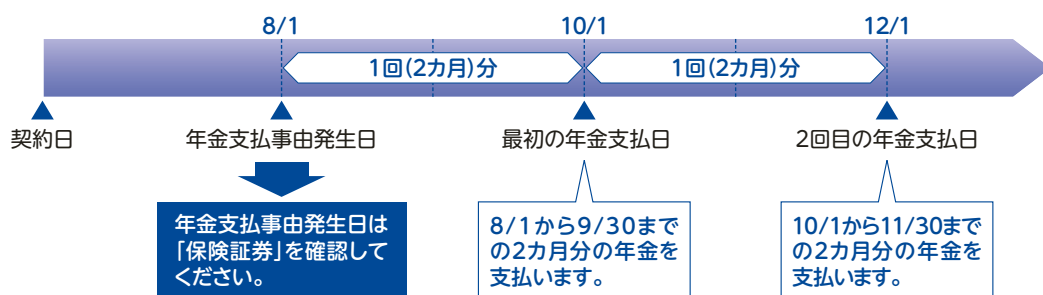 8/1
10/1
12/1
1回(2カ月)分
1回(2カ月)分
契約日
年金支払事由発生日
最初の年金支払日
2回目の年金支払日
年金支払事由発生日は
「保険証券」を確認して
ください。
8/1から9/30まで
の2カ月分の年金を
支払います。
10/1から11/30まで
の2カ月分の年金を
支払います。